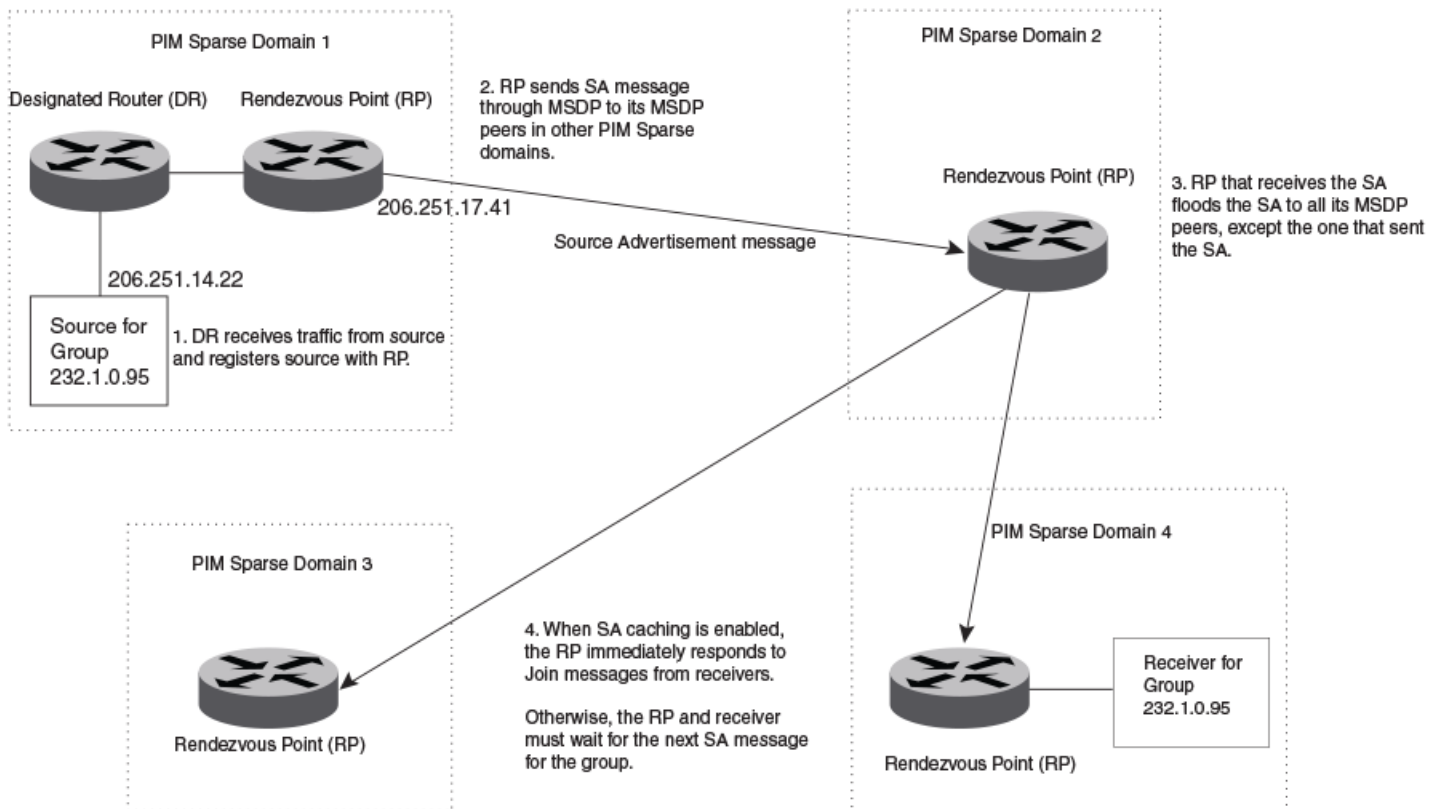 PIM Sparse Domain 1
Designated Router (DR)
Rendezvous Point (RP)
206.251.17.41
206.251.14.22
Source for
Group
232.1.0.95
1. DR receives traffic from source
and registers source with RP.
2. RP sends SA message
through MSDP to its MSDP
peers in other PIM Sparse
domains.
Source Advertisement message
PIM Sparse Domain 2
Rendezvous Point (RP)
3. RP that receives the SA
floods the SA to all its MSDP
peers, except the one that sent
the SA.
PIM Sparse Domain 3
Rendezvous Point (RP)
4. When SA caching is enabled,
the RP immediately responds to
Join messages from receivers.
Otherwise, the RP and receiver
must wait for the next SA message
for the group.
PIM Sparse Domain 4
Rendezvous Point (RP)
Receiver for
Group
232.1.0.95